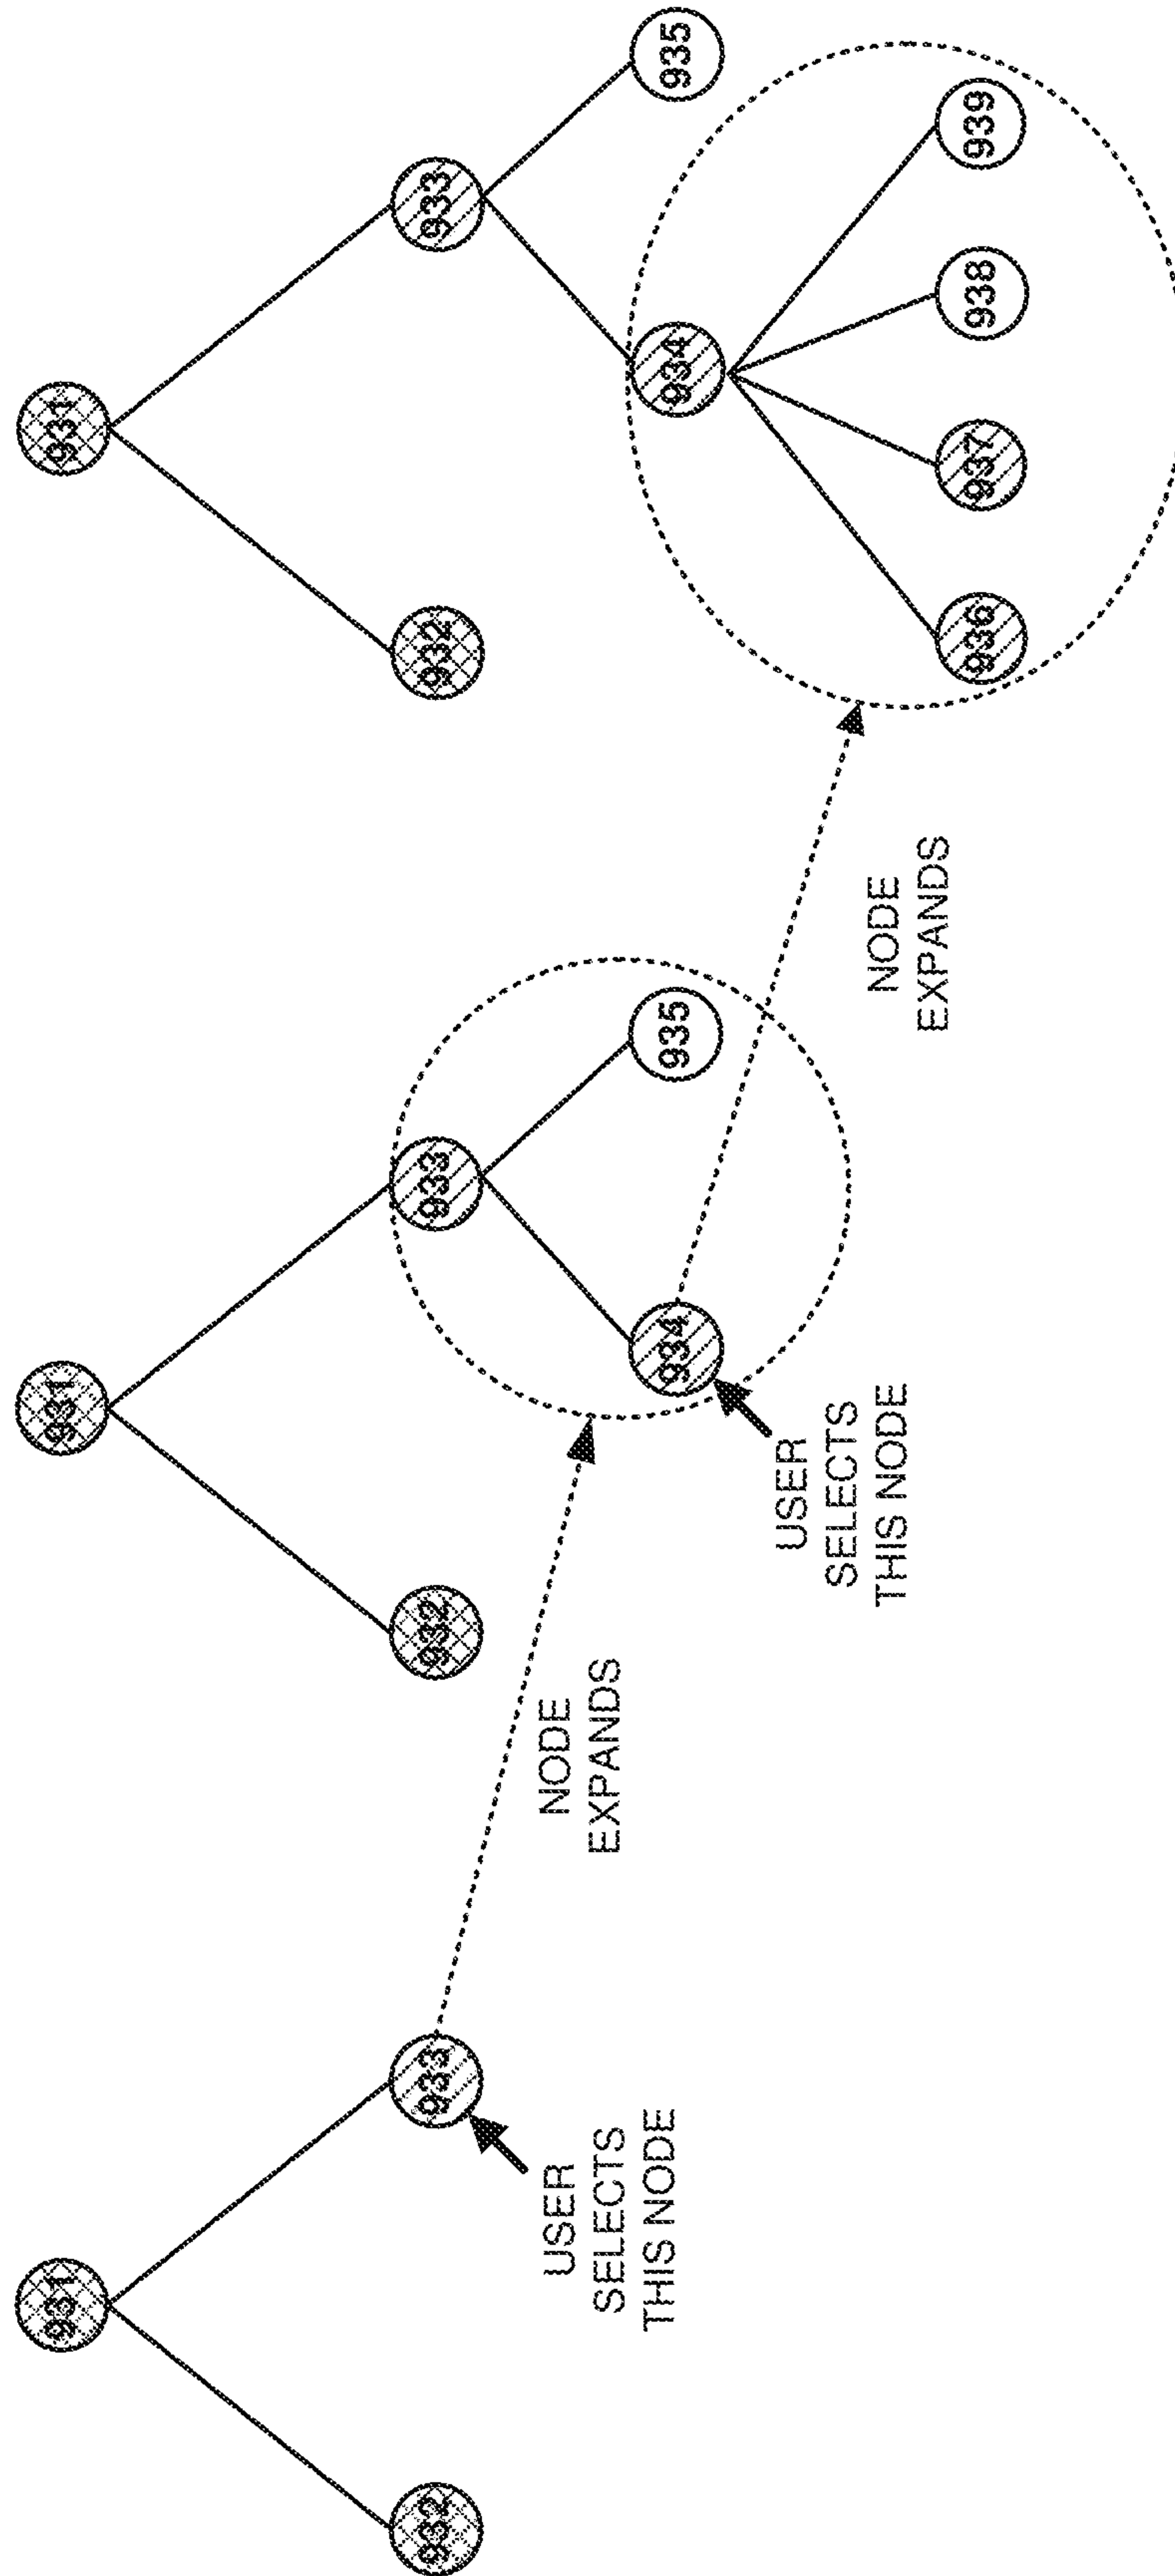 931
932
933
USER
SELECTS
THIS NODE
NODE
EXPANDS
931
932
933
934
935
USER
SELECTS
THIS NODE
NODE
EXPANDS
931
932
933
934
935
936
937
938
939